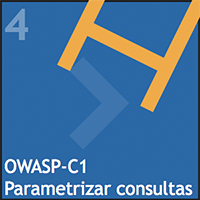 4
OWASP-C1
Parametrizar consultas